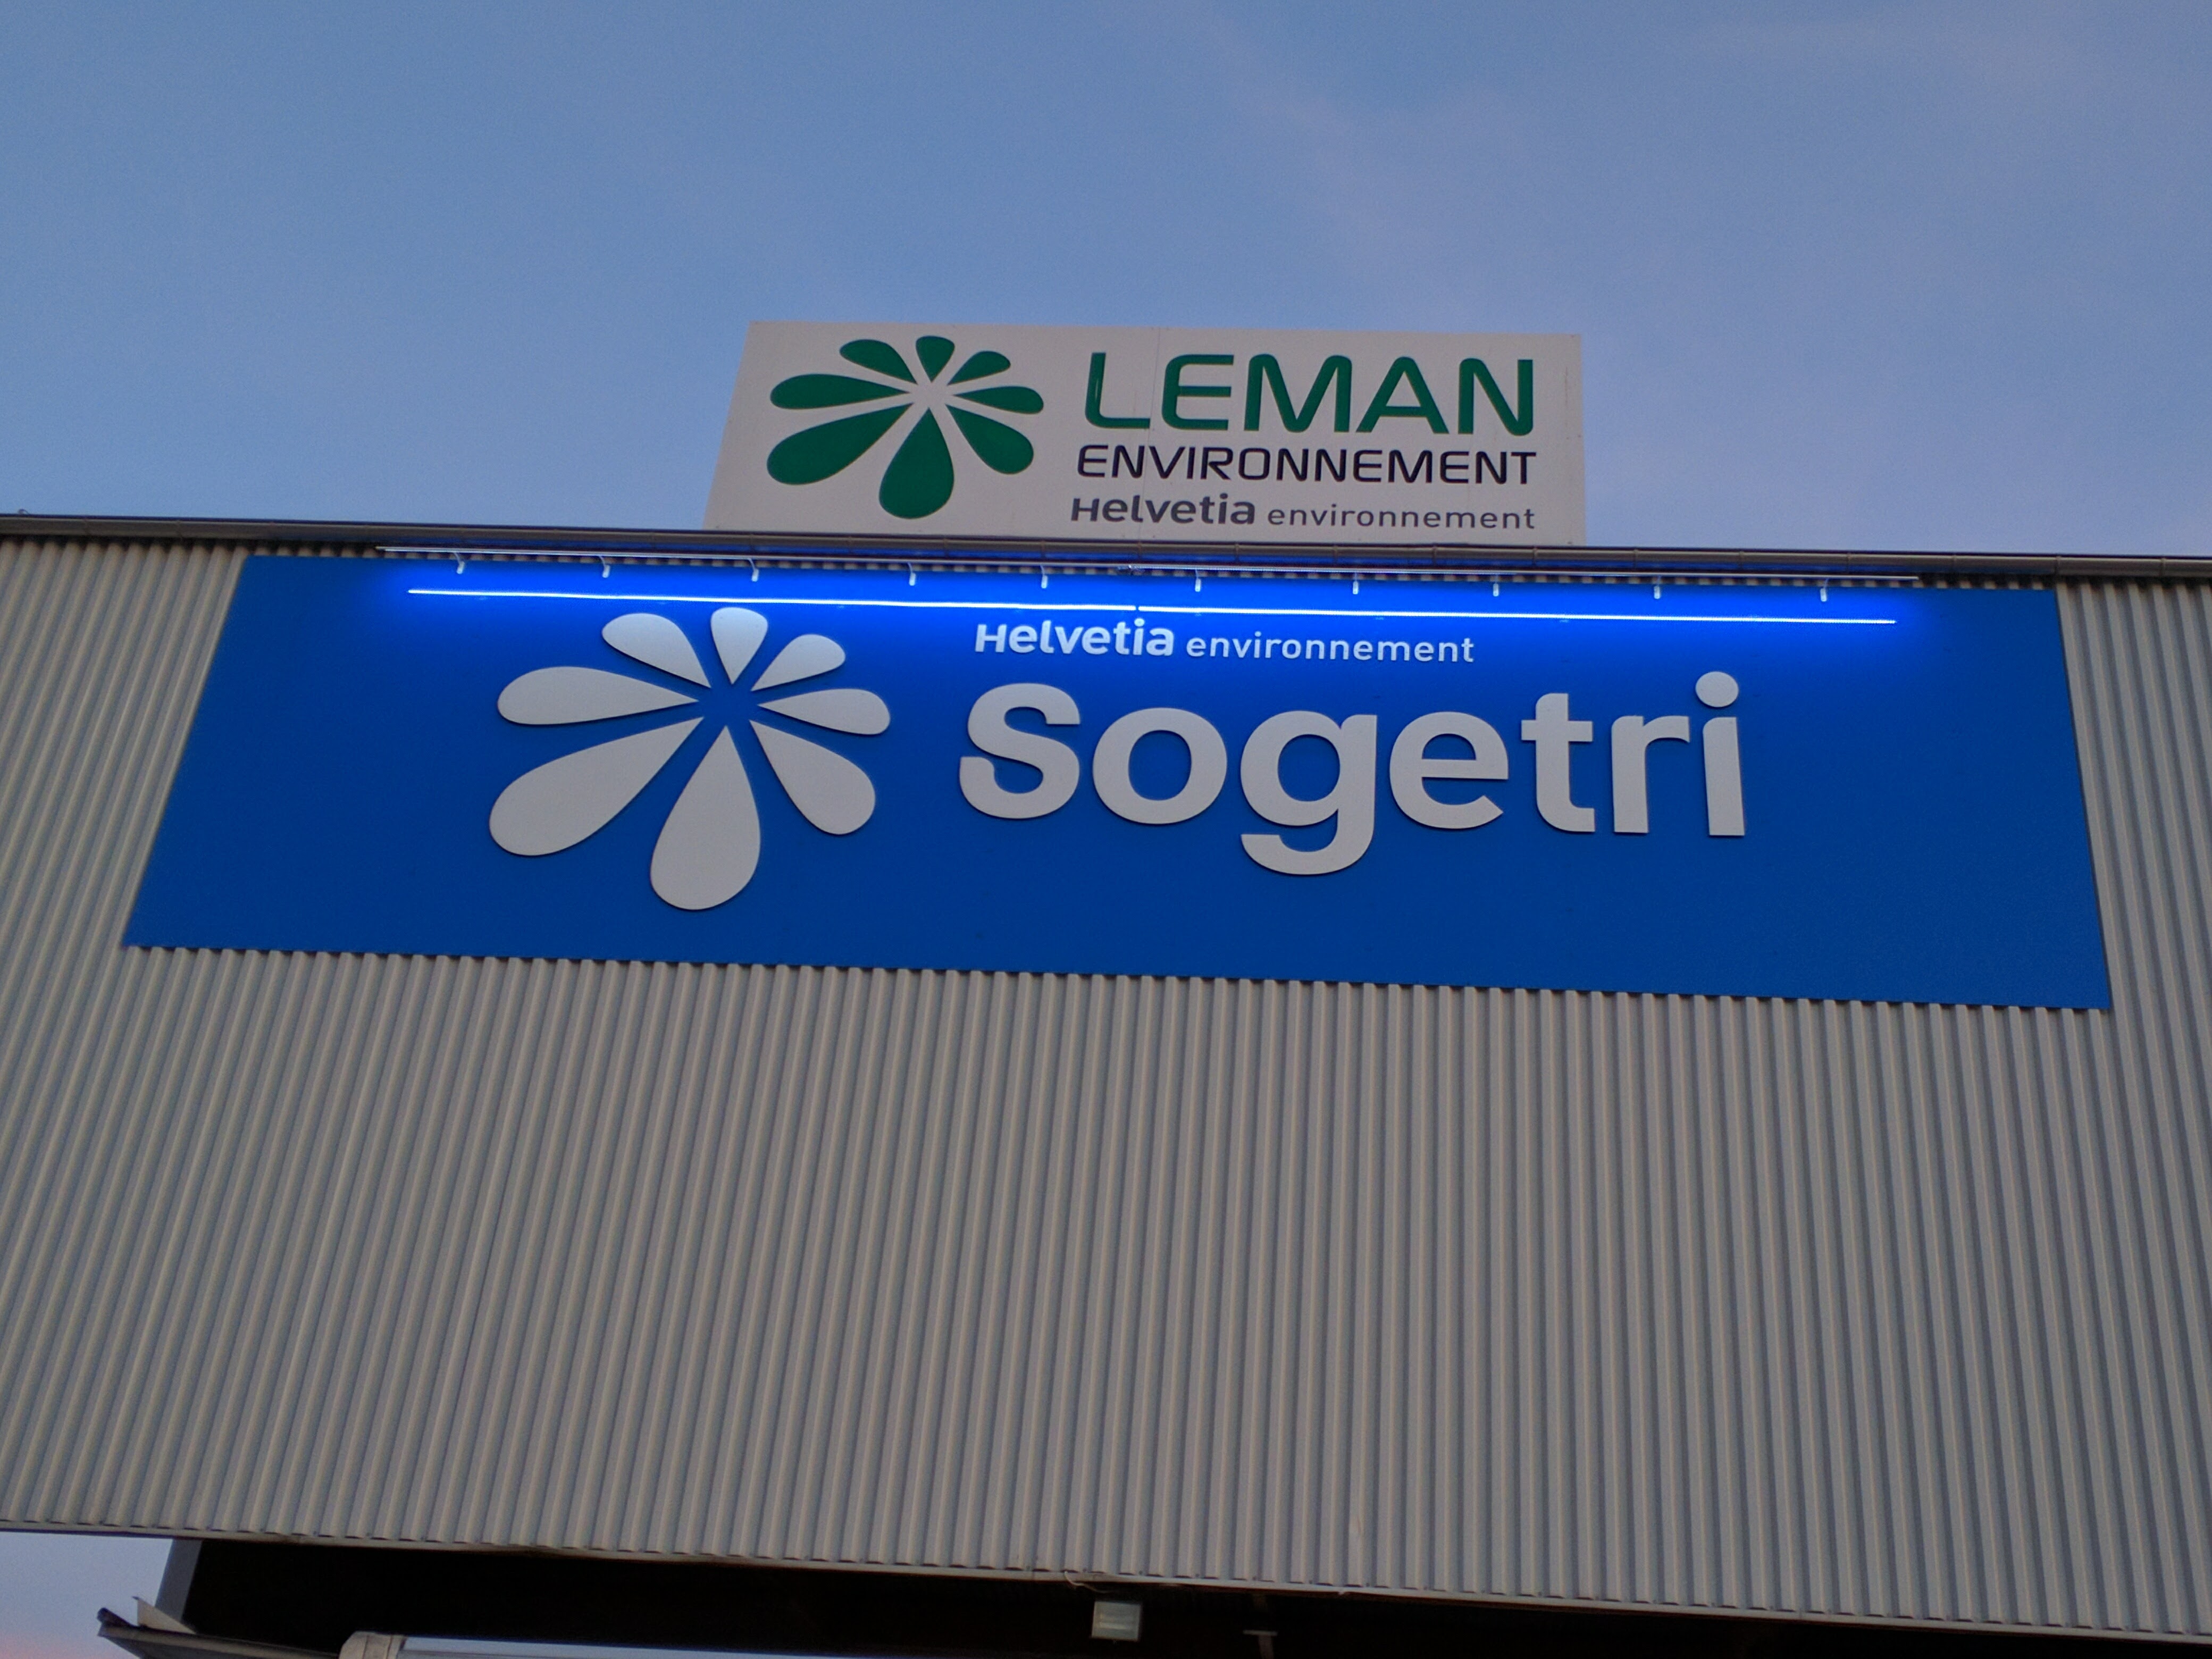 LEMAN
ENVIRONNEMENT
Helvetia environnement
Helvetia environnement
Sogetri